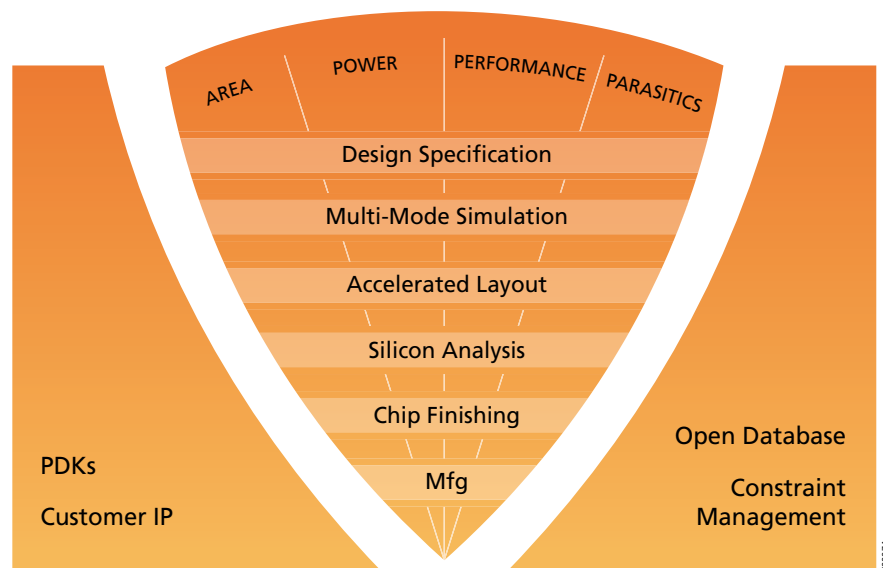 AREA
POWER
PERFORMANCE
PARASITICS
Design Specification
Multi-Mode Simulation
Accelerated Layout
Silicon Analysis
Chip Finishing
Mfg
PDKs
Customer IP
Open Database
Constraint
Management